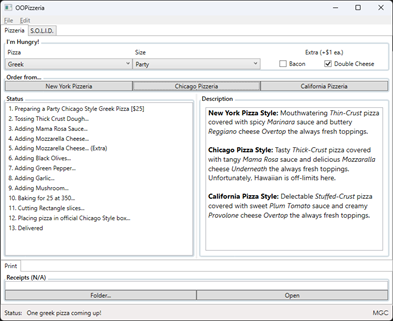 OOPizzeria
File Edit
Pizzeria S.O.L.I.D.
I'm Hungry!
Pizza Size Extra (+$1 ea.)
Greek Party Bacon Double Cheese
Order from...
New York Pizzeria Chicago Pizzeria California Pizzeria
Status
1. Preparing a Party Chicago Style Greek Pizza [$25]
2. Tossing Thick Crust Dough...
3. Adding Mama Rosa Sauce...
4. Adding Mozzarella Cheese...
5. Adding Mozzarella Cheese... (Extra)
6. Adding Black Olives...
7. Adding Green Pepper...
8. Adding Garlic...
9. Adding Mushroom...
10. Baking for 25 at 350...
11. Cutting Rectangle slices...
12. Placing pizza in official Chicago Style box...
13. Delivered
Description
New York Pizza Style: Mouthwatering Thin-Crust pizza
covered with spicy Marinara sauce and buttery
Reggiano cheese Overtop the always fresh toppings.
Chicago Pizza Style: Tasty Thick-Crust pizza covered
with tangy Mama Rosa sauce and delicious Mozzaralla
cheese Underneath the always fresh toppings.
Unfortunately. Hawaiian is off-limits here.
California Pizza Style: Delectable Stuffed-Crust pizza
covered with sweet Plum Tomato sauce and creamy
Provolone cheese Overtop the always fresh toppings.
Print
Receipts (N/A)
Folder... Open
Status: One greek pizza coming up! MGC